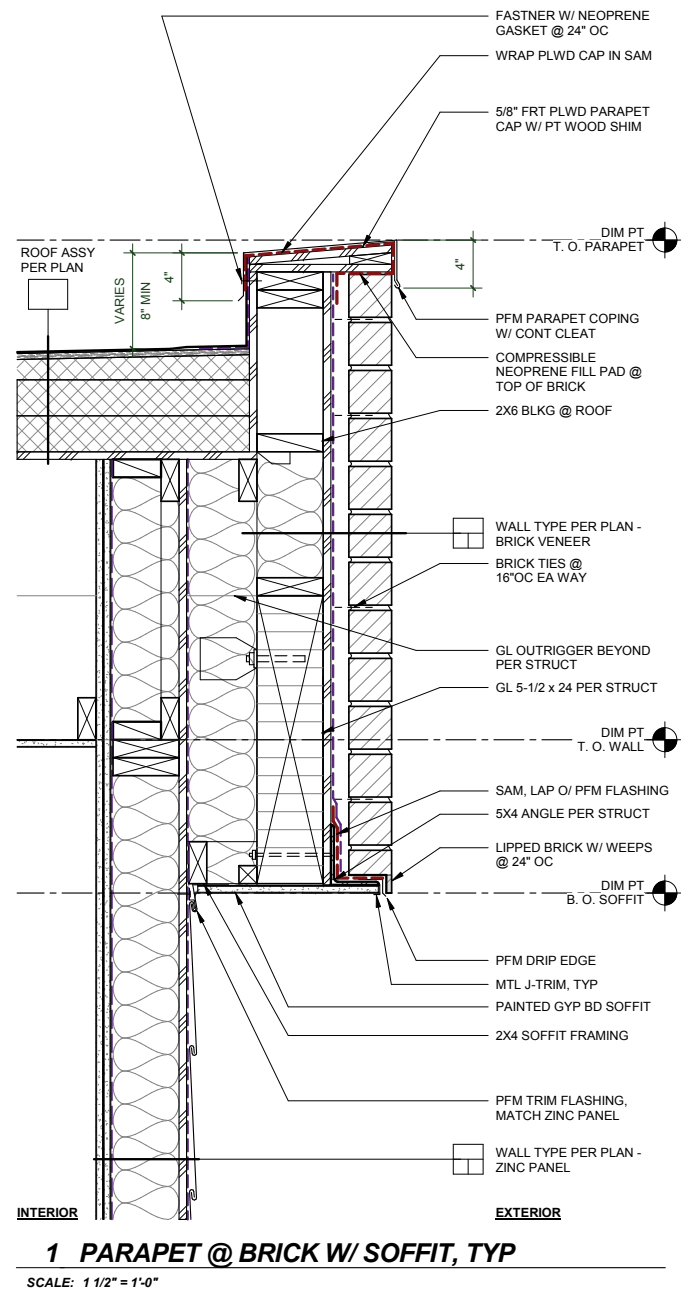 FASTNER W/ NEOPRENE
GASKET @ 24" OC
WRAP PLWD CAP IN SAM
5/8" FRT PLWD PARAPET
CAP W/ PT WOOD SHIM
DIM PT
T. O. PARAPET
ROOF ASSY
PER PLAN
VARIES
8" MIN
4"
4"
PFM PARAPET COPING
W/ CONT CLEAT
COMPRESSIBLE
NEOPRENE FILL PAD @
TOP OF BRICK
2X6 BLKG @ ROOF
WALL TYPE PER PLAN -
BRICK VENEER
BRICK TIES @
16"OC EA WAY
GL OUTRIGGER BEYOND
PER STRUCT
GL 5-1/2 x 24 PER STRUCT
DIM PT
T. O. WALL
SAM, LAP O/ PFM FLASHING
5X4 ANGLE PER STRUCT
LIPPED BRICK W/ WEEPS
@ 24" OC
DIM PT
B. O. SOFFIT
PFM DRIP EDGE
MTL J-TRIM, TYP
PAINTED GYP BD SOFFIT
2X4 SOFFIT FRAMING
PFM TRIM FLASHING,
MATCH ZINC PANEL
WALL TYPE PER PLAN -
ZINC PANEL
INTERIOR
EXTERIOR
1 PARAPET @ BRICK W/ SOFFIT, TYP
SCALE: 1 1/2" = 1'-0"